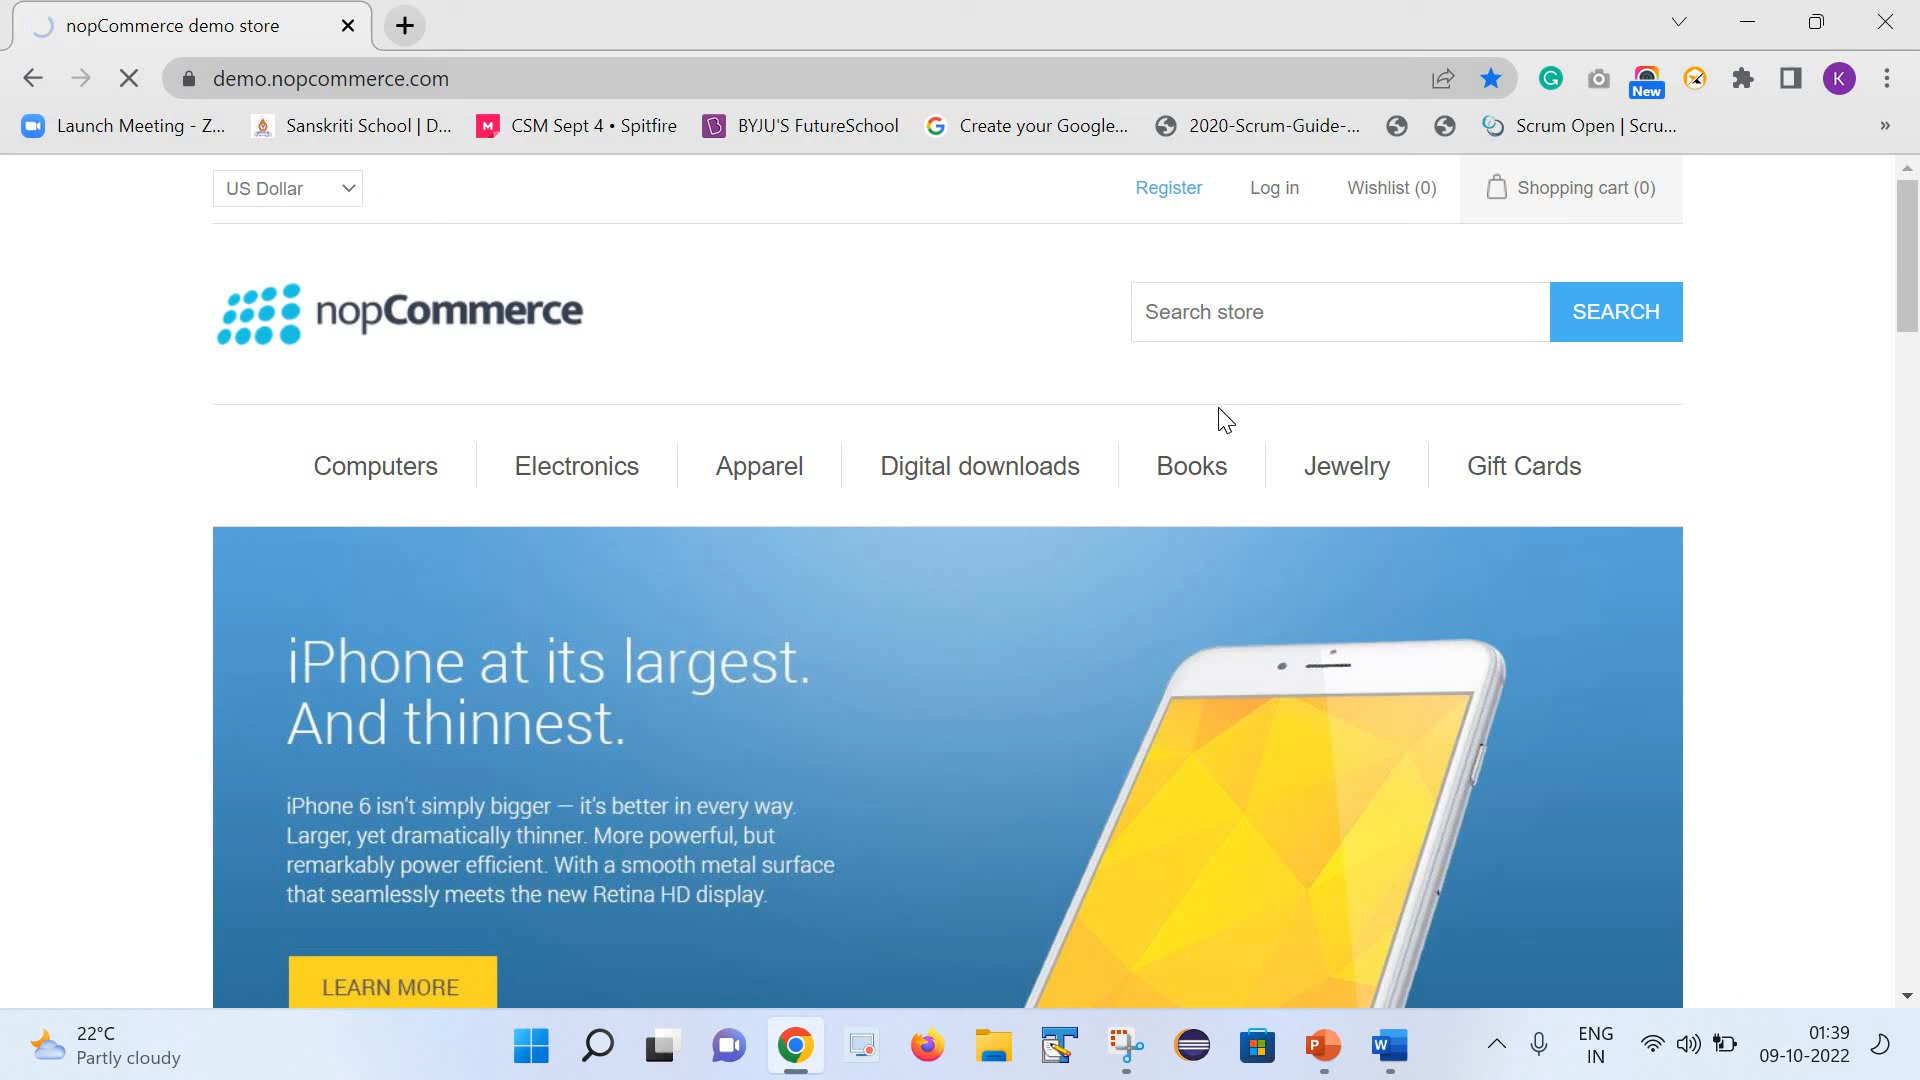 nopCommerce demo store
demo.nopcommerce.com
New
K
Launch Meeting - Z...
Sanskriti School | D...
M
CSM Sept 4 • Spitfire
B
BYJU'S FutureSchool
G
Create your Google...
2020-Scrum-Guide-...
Scrum Open | Scru...
»
US Dollar
Register
Log in
Wishlist (0)
Shopping cart (0)
nopCommerce
Search store
SEARCH
Computers
Electronics
Apparel
Digital downloads
Books
Jewelry
Gift Cards
iPhone at its largest.
And thinnest.
iPhone 6 isn't simply bigger — it's better in every way.
Larger, yet dramatically thinner. More powerful, but
remarkably power efficient. With a smooth metal surface
that seamlessly meets the new Retina HD display.
LEARN MORE
22°C
Partly cloudy
P
W
ENG
IN
01:39
09-10-2022